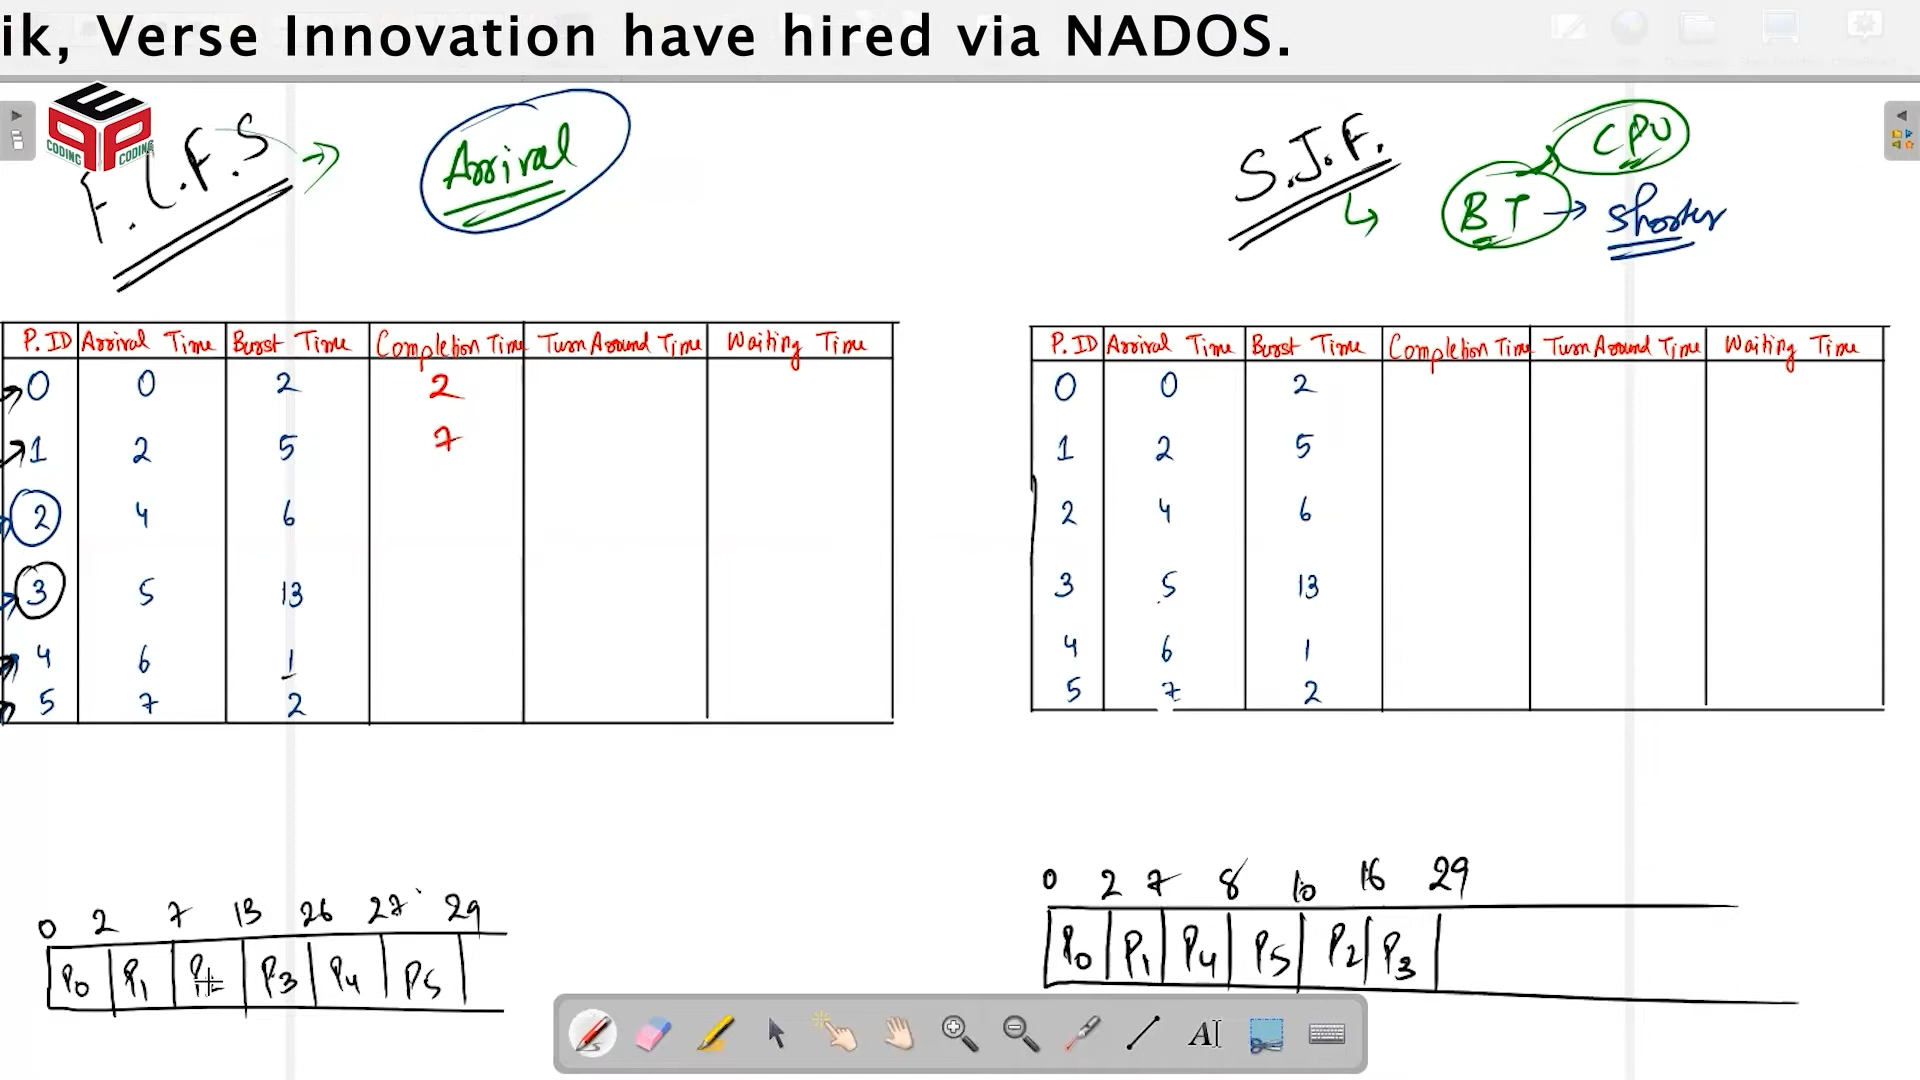 ik, Verse Innovation have hired via NADOS.
PEP
CODING CODING
F.C.F.S → Arrival
S.J.F. CPU
BT → Shorter
P.ID Arrival Time Burst Time Completion Time Turn Around Time Waiting Time
0 0 2 2
1 2 5 7
2 4 6
3 5 13
4 6 1
5 7 2
P.ID Arrival Time Burst Time Completion Time Turn Around Time Waiting Time
0 0 2
1 2 5
2 4 6
3 5 13
4 6 1
5 7 2
0 2 7 13 26 27 29
P0 P1 P2 P3 P4 P5
0 2 7 8 10 16 29
P0 P1 P4 P5 P2 P3